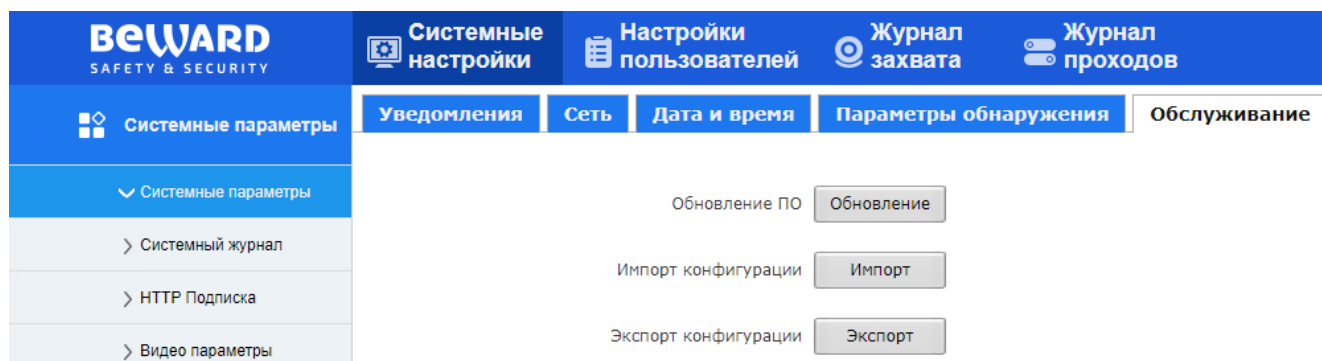 BEWARD
SAFETY & SECURITY
Системные
настройки
Настройки
пользователей
Журнал
захвата
Журнал
проходов
Системные параметры
Уведомления
Сеть
Дата и время
Параметры обнаружения
Обслуживание
Системные параметры
Системный журнал
HTTP Подписка
Видео параметры
Обновление ПО Обновление
Импорт конфигурации Импорт
Экспорт конфигурации Экспорт